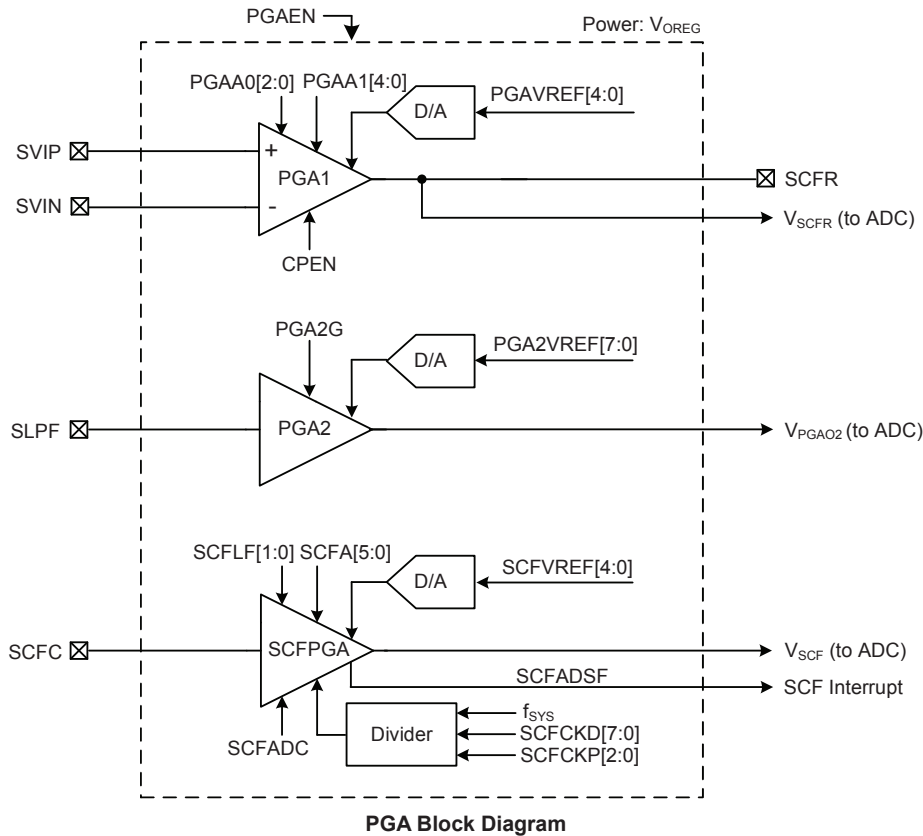 PGAEN
Power: VOREG
PGAA0[2:0]
PGAA1[4:0]
D/A
PGAVREF[4:0]
SVIP
+
PGA1
SCFR
SVIN
-
VSCFR (to ADC)
CPEN
PGA2G
D/A
PGA2VREF[7:0]
SLPF
PGA2
VPGAO2 (to ADC)
SCFLF[1:0]
SCFA[5:0]
D/A
SCFVREF[4:0]
SCFC
SCFPGA
VSCF (to ADC)
SCFADSF
SCF Interrupt
SCFADC
Divider
fSYS
SCFCKD[7:0]
SCFCKP[2:0]
PGA Block Diagram